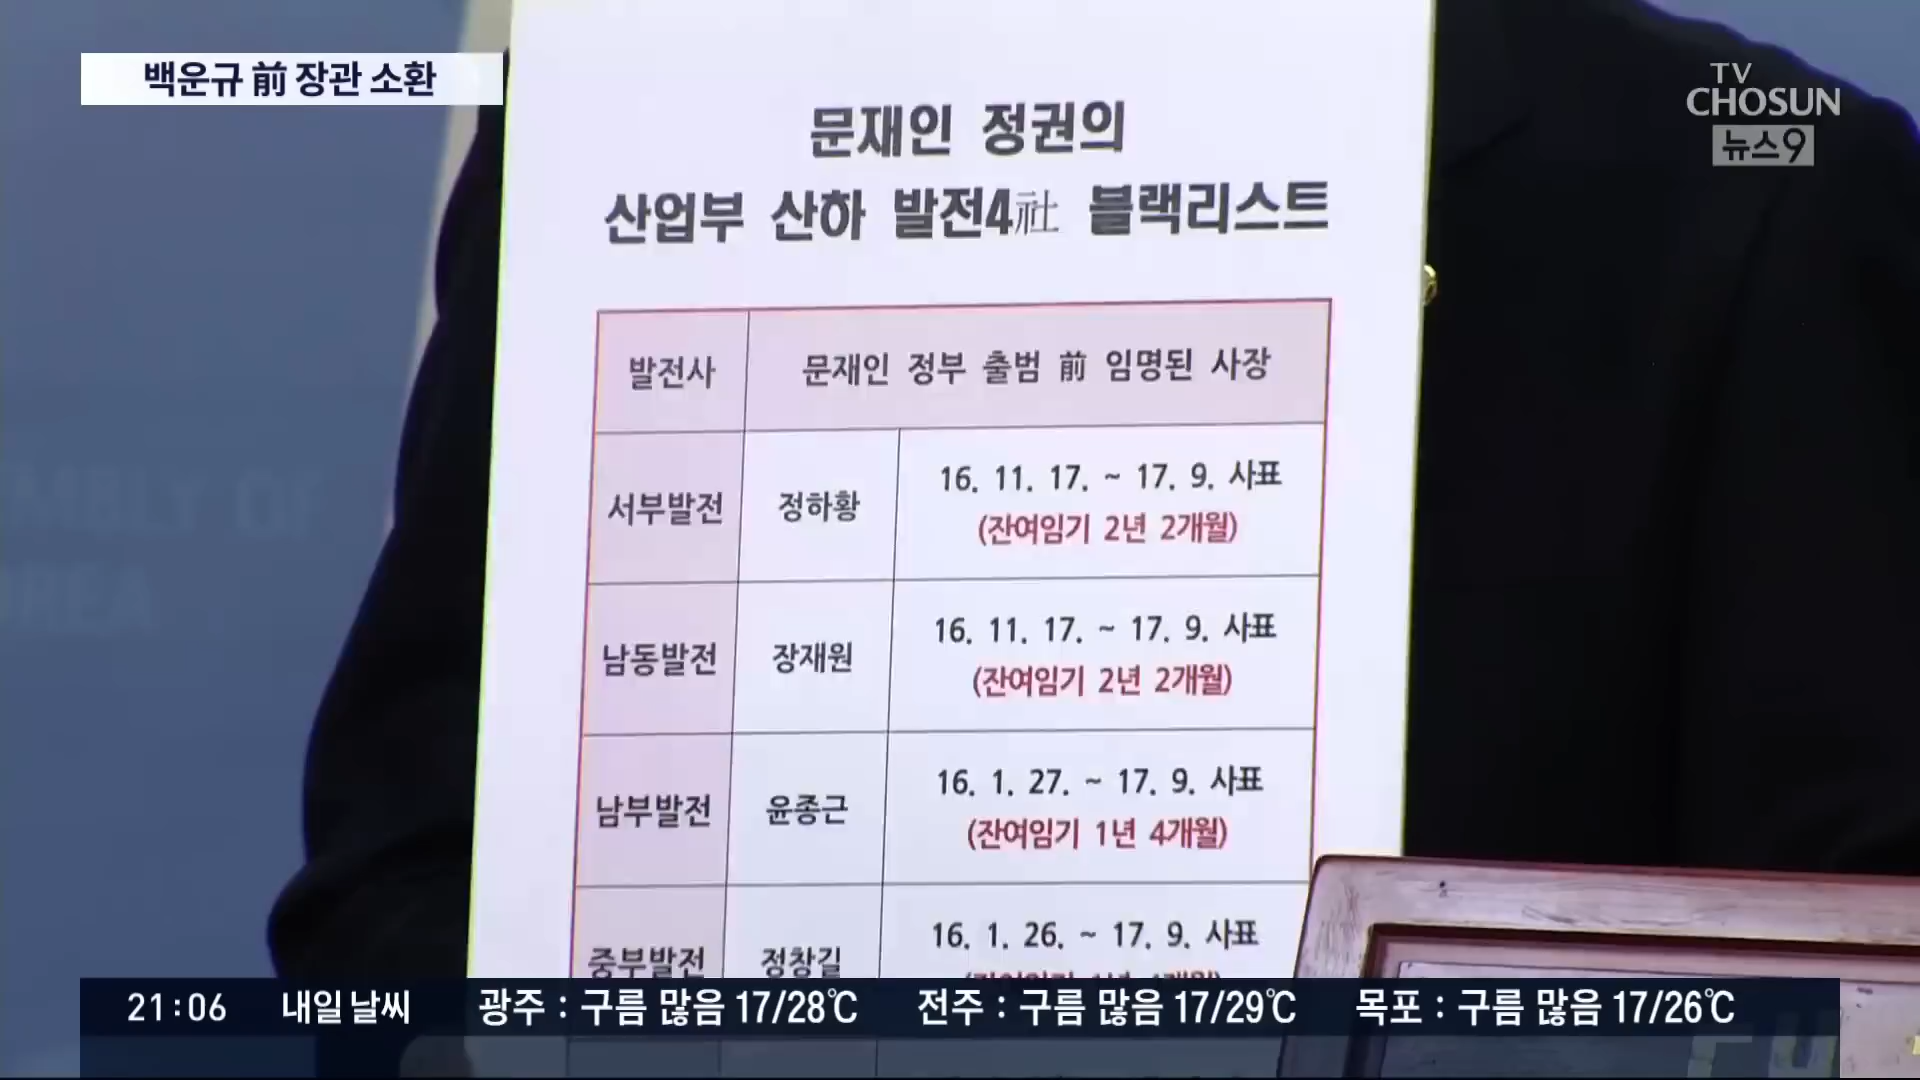 백운규 前 장관 소환
TV
CHOSUN
뉴스9
문재인 정권의
산업부 산하 발전4社 블랙리스트
발전사 문재인 정부 출범 前 임명된 사장
서부발전 정하황 16. 11. 17. ~ 17. 9. 사표
(잔여임기 2년 2개월)
남동발전 장재원 16. 11. 17. ~ 17. 9. 사표
(잔여임기 2년 2개월)
남부발전 윤종근 16. 1. 27. ~ 17. 9. 사표
(잔여임기 1년 4개월)
중부발전 정창길 16. 1. 26. ~ 17. 9. 사표
21:06 내일 날씨 광주 : 구름 많음 17/28℃ 전주 : 구름 많음 17/29℃ 목포 : 구름 많음 17/26℃